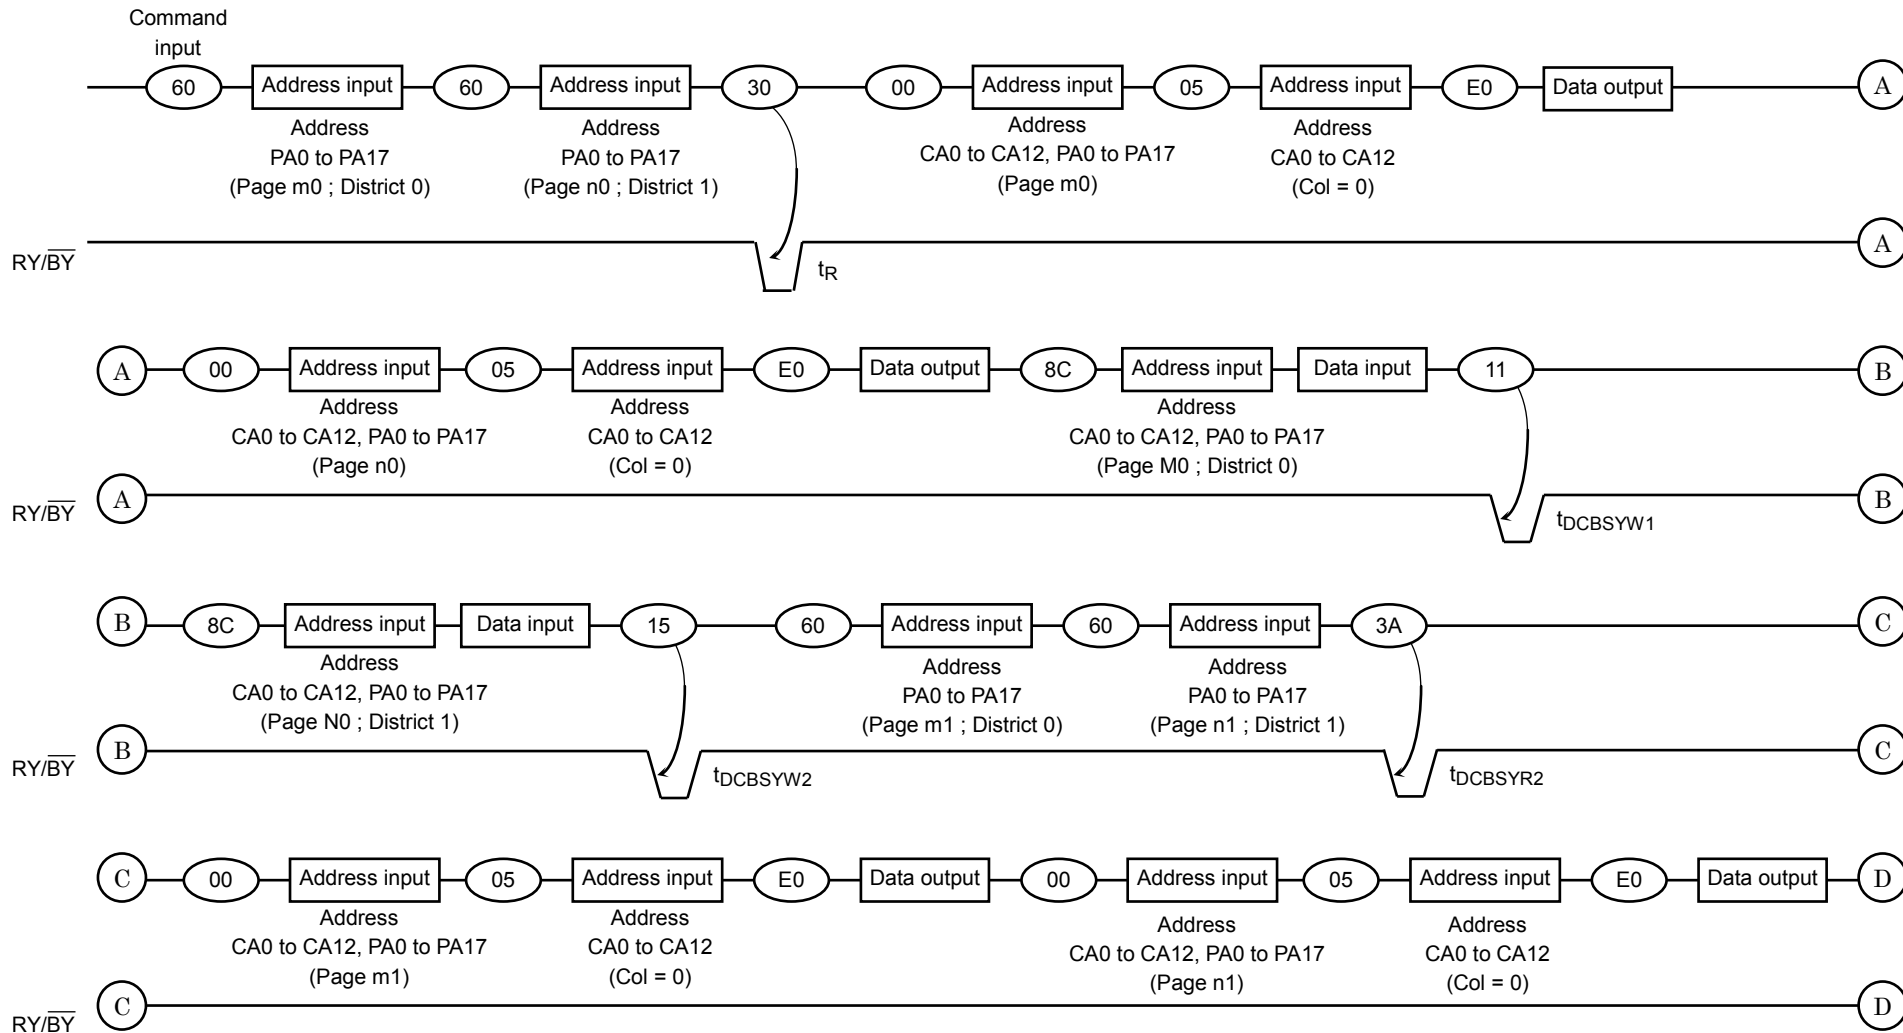 Command
input
60 Address input 60 Address input 30 00 Address input 05 Address input E0 Data output A
Address
PA0 to PA17
(Page m0 ; District 0)
Address
PA0 to PA17
(Page n0 ; District 1)
Address
CA0 to CA12, PA0 to PA17
(Page m0)
Address
CA0 to CA12
(Col = 0)
RY/B̅Y̅ tR A
A 00 Address input 05 Address input E0 Data output 8C Address input Data input 11 B
Address
CA0 to CA12, PA0 to PA17
(Page n0)
Address
CA0 to CA12
(Col = 0)
Address
CA0 to CA12, PA0 to PA17
(Page M0 ; District 0)
RY/B̅Y̅ A tDCBSYW1 B
B 8C Address input Data input 15 60 Address input 60 Address input 3A C
Address
CA0 to CA12, PA0 to PA17
(Page N0 ; District 1)
Address
PA0 to PA17
(Page m1 ; District 0)
Address
PA0 to PA17
(Page n1 ; District 1)
RY/B̅Y̅ B tDCBSYW2 tDCBSYR2 C
C 00 Address input 05 Address input E0 Data output 00 Address input 05 Address input E0 Data output D
Address
CA0 to CA12, PA0 to PA17
(Page m1)
Address
CA0 to CA12
(Col = 0)
Address
CA0 to CA12, PA0 to PA17
(Page n1)
Address
CA0 to CA12
(Col = 0)
RY/B̅Y̅ C D